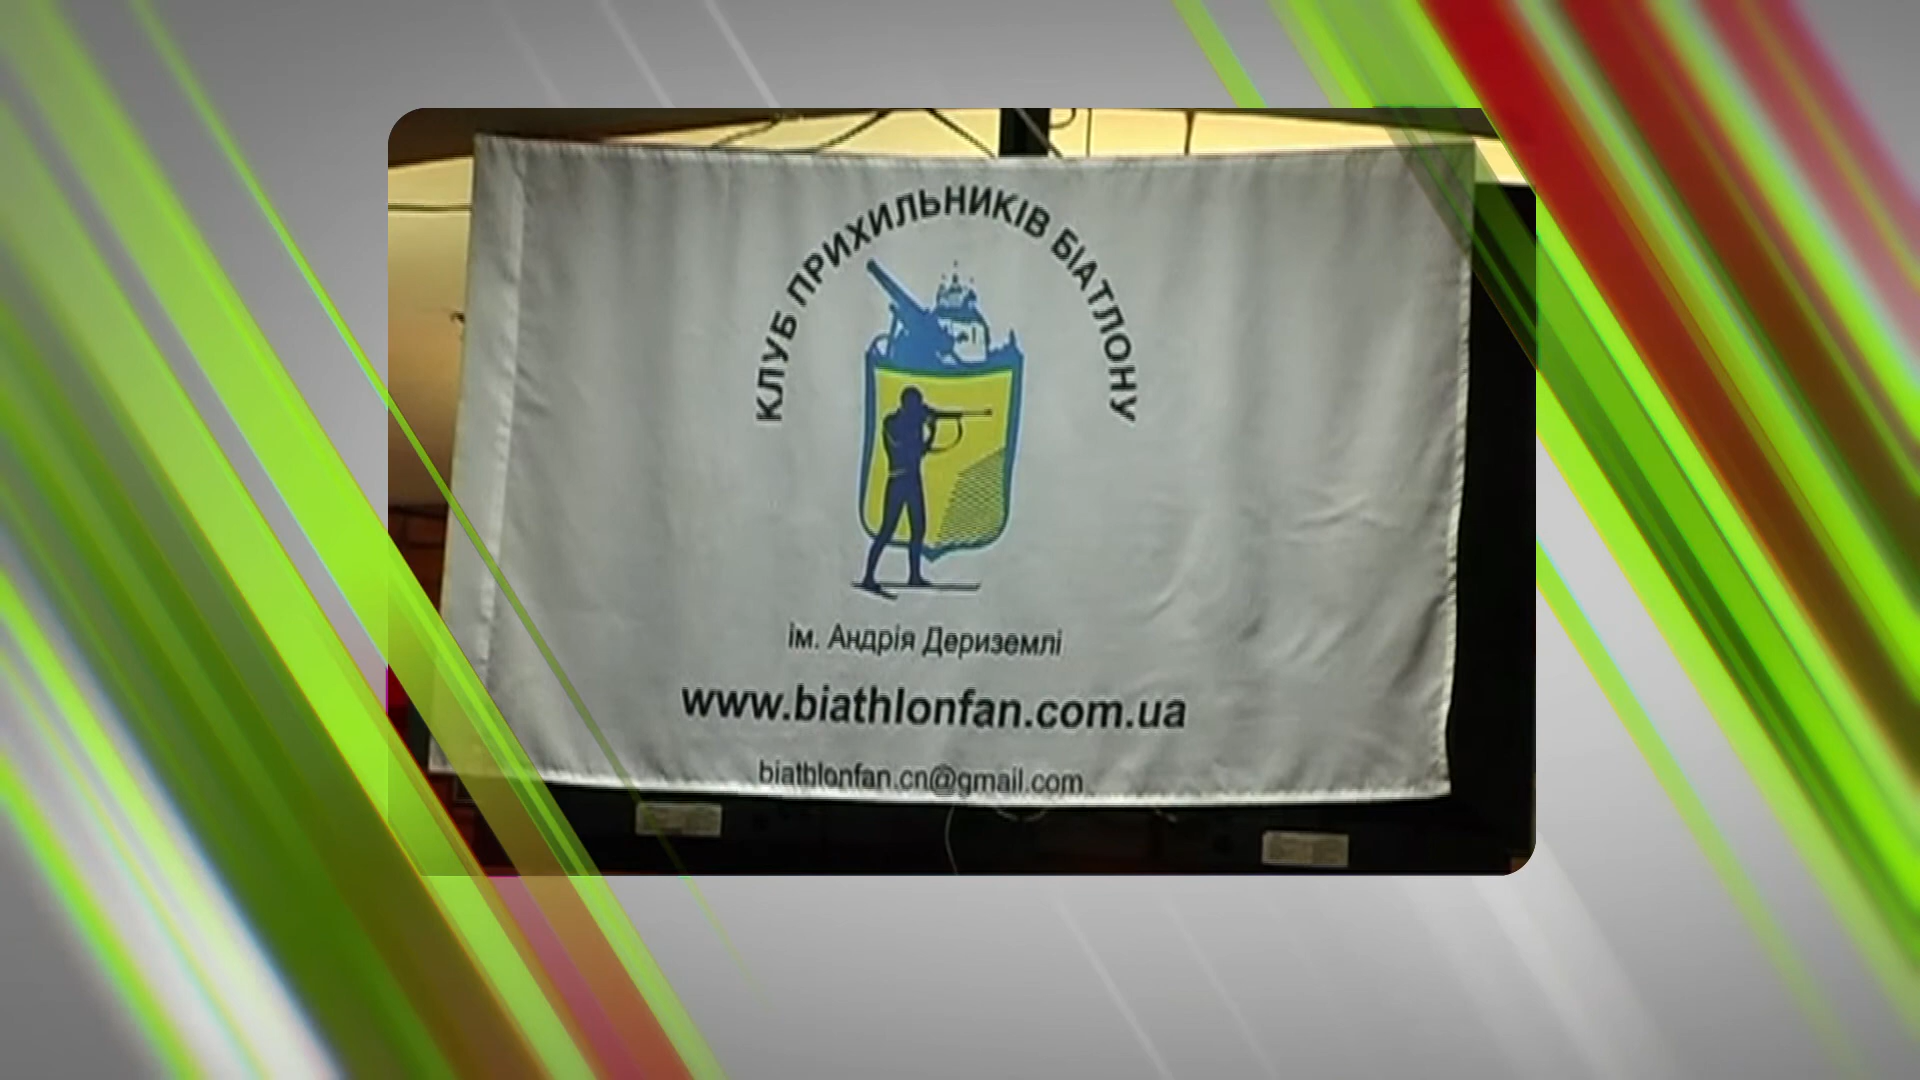 КЛУБ ПРИХИЛЬНИКІВ БІАТЛОНУ
ім. Андрія Дериземлі
www.biathlonfan.com.ua
biathlonfan.cn@gmail.com